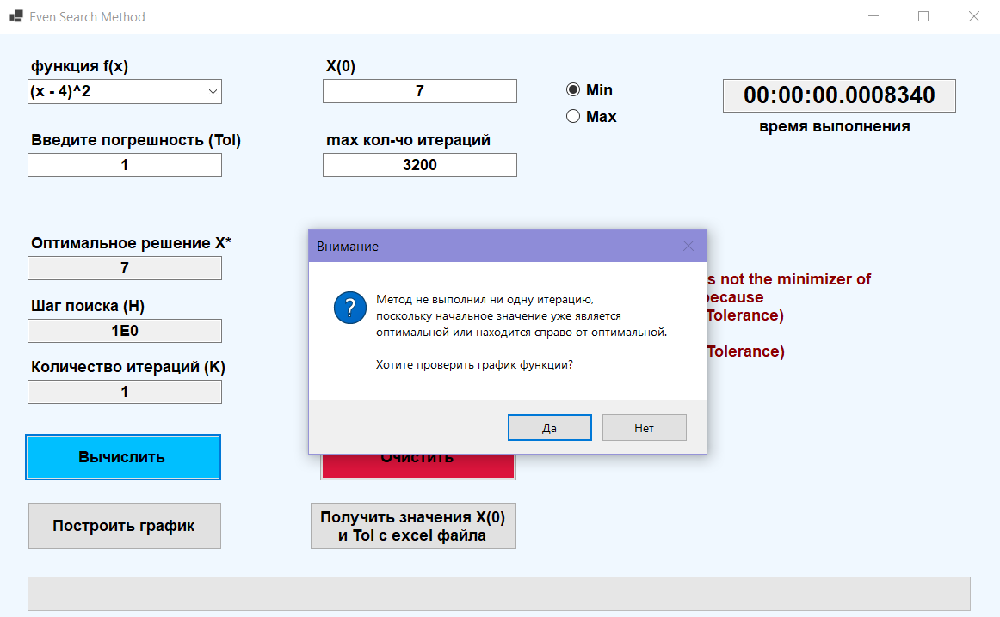 Even Search Method
функция f(x)
(x - 4)^2
X(0)
7
Min
Max
00:00:00.0008340
время выполнения
Введите погрешность (Tol)
1
max кол-чо итераций
3200
Оптимальное решение X*
7
Шаг поиска (H)
1E0
Количество итераций (K)
1
Внимание
Метод не выполнил ни одну итерацию,
поскольку начальное значение уже является
оптимальной или находится справо от оптимальной.
Хотите проверить график функции?
Да
Нет
s not the minimizer of
because
Tolerance)
Tolerance)
Вычислить
Очистить
Построить график
Получить значения X(0)
и Tol с excel файла